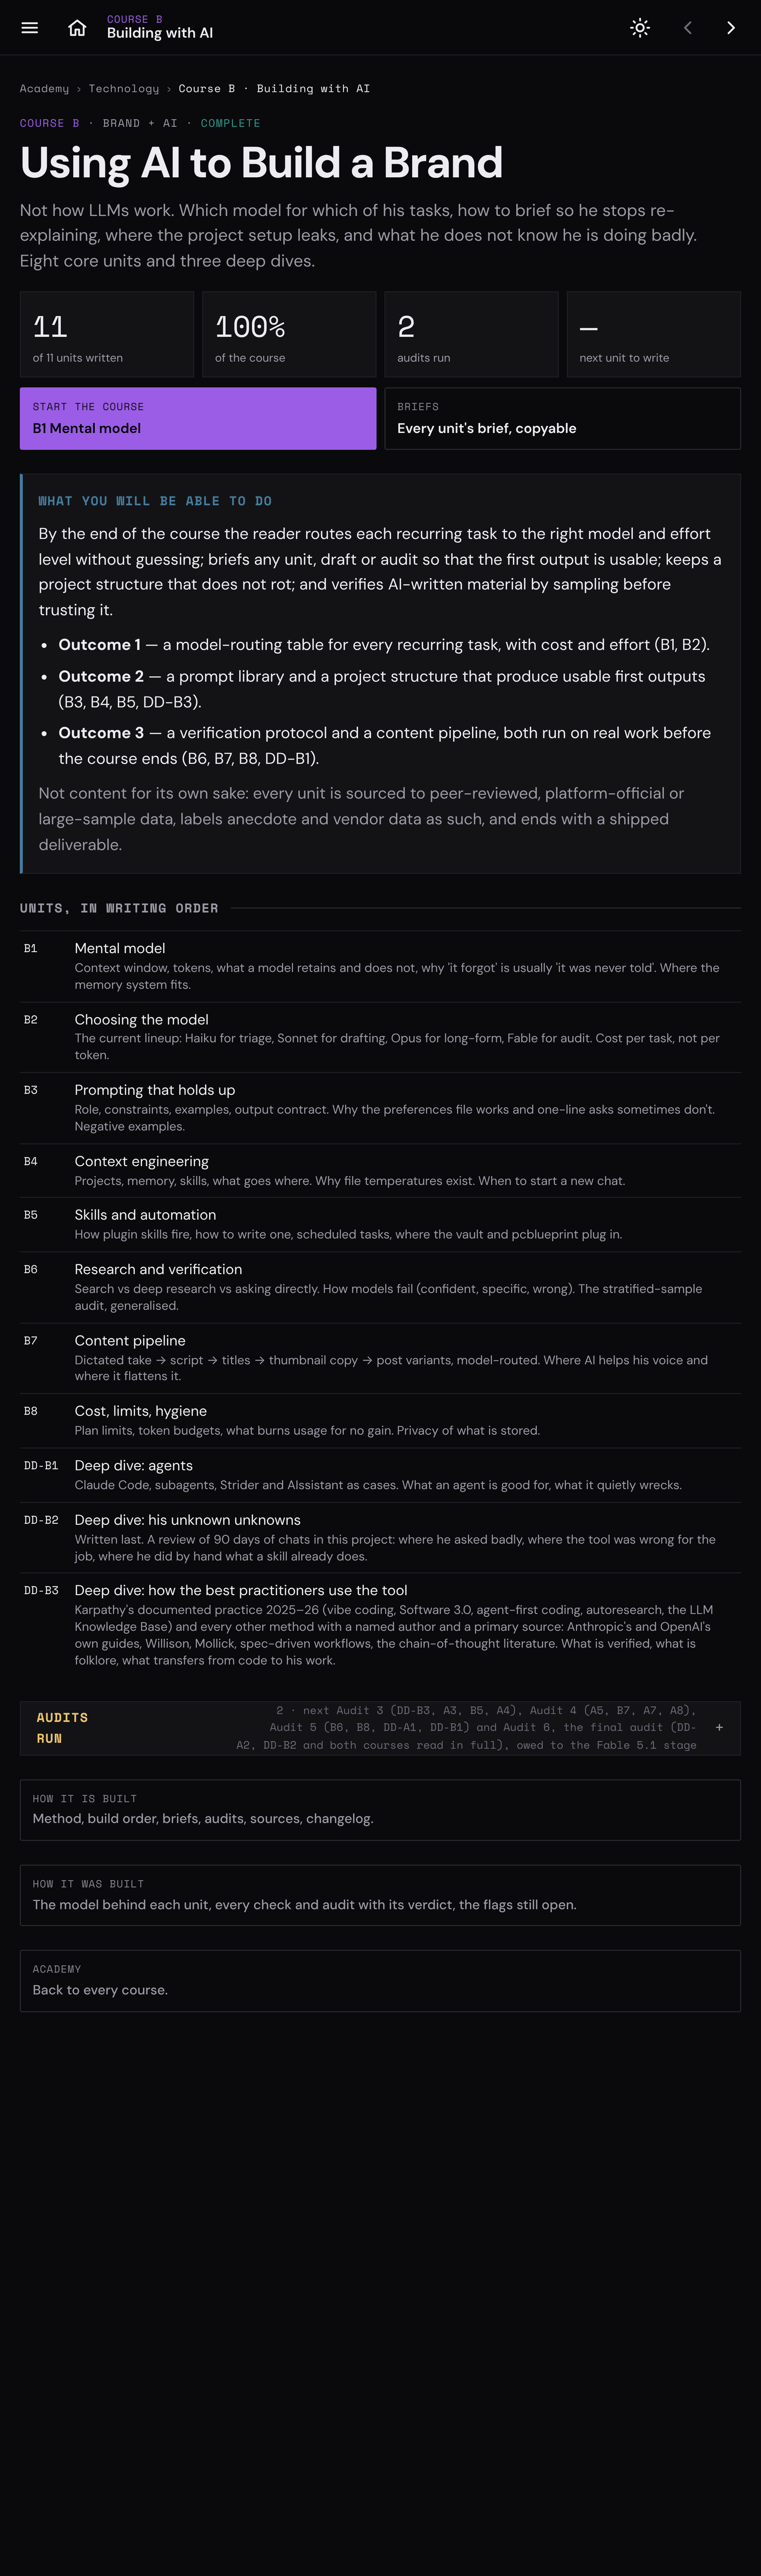 COURSE B
Building with AI
Academy › Technology › Course B · Building with AI
COURSE B · BRAND + AI · COMPLETE
Using AI to Build a Brand
Not how LLMs work. Which model for which of his tasks, how to brief so he stops re-
explaining, where the project setup leaks, and what he does not know he is doing badly.
Eight core units and three deep dives.
11
of 11 units written
100%
of the course
2
audits run
—
next unit to write
START THE COURSE
B1 Mental model
BRIEFS
Every unit's brief, copyable
WHAT YOU WILL BE ABLE TO DO
By the end of the course the reader routes each recurring task to the right model and effort
level without guessing; briefs any unit, draft or audit so that the first output is usable; keeps a
project structure that does not rot; and verifies AI-written material by sampling before
trusting it.
• Outcome 1 — a model-routing table for every recurring task, with cost and effort (B1, B2).
• Outcome 2 — a prompt library and a project structure that produce usable first outputs
(B3, B4, B5, DD-B3).
• Outcome 3 — a verification protocol and a content pipeline, both run on real work before
the course ends (B6, B7, B8, DD-B1).
Not content for its own sake: every unit is sourced to peer-reviewed, platform-official or
large-sample data, labels anecdote and vendor data as such, and ends with a shipped
deliverable.
UNITS, IN WRITING ORDER
B1
Mental model
Context window, tokens, what a model retains and does not, why 'it forgot' is usually 'it was never told'. Where the
memory system fits.
B2
Choosing the model
The current lineup: Haiku for triage, Sonnet for drafting, Opus for long-form, Fable for audit. Cost per task, not per
token.
B3
Prompting that holds up
Role, constraints, examples, output contract. Why the preferences file works and one-line asks sometimes don't.
Negative examples.
B4
Context engineering
Projects, memory, skills, what goes where. Why file temperatures exist. When to start a new chat.
B5
Skills and automation
How plugin skills fire, how to write one, scheduled tasks, where the vault and pcblueprint plug in.
B6
Research and verification
Search vs deep research vs asking directly. How models fail (confident, specific, wrong). The stratified-sample
audit, generalised.
B7
Content pipeline
Dictated take → script → titles → thumbnail copy → post variants, model-routed. Where AI helps his voice and
where it flattens it.
B8
Cost, limits, hygiene
Plan limits, token budgets, what burns usage for no gain. Privacy of what is stored.
DD-B1
Deep dive: agents
Claude Code, subagents, Strider and AIssistant as cases. What an agent is good for, what it quietly wrecks.
DD-B2
Deep dive: his unknown unknowns
Written last. A review of 90 days of chats in this project: where he asked badly, where the tool was wrong for the
job, where he did by hand what a skill already does.
DD-B3
Deep dive: how the best practitioners use the tool
Karpathy's documented practice 2025–26 (vibe coding, Software 3.0, agent-first coding, autoresearch, the LLM
Knowledge Base) and every other method with a named author and a primary source: Anthropic's and OpenAI's
own guides, Willison, Mollick, spec-driven workflows, the chain-of-thought literature. What is verified, what is
folklore, what transfers from code to his work.
AUDITS
RUN
2 · next Audit 3 (DD-B3, A3, B5, A4), Audit 4 (A5, B7, A7, A8),
Audit 5 (B6, B8, DD-A1, DD-B1) and Audit 6, the final audit (DD-
A2, DD-B2 and both courses read in full), owed to the Fable 5.1 stage
+
HOW IT IS BUILT
Method, build order, briefs, audits, sources, changelog.
HOW IT WAS BUILT
The model behind each unit, every check and audit with its verdict, the flags still open.
ACADEMY
Back to every course.